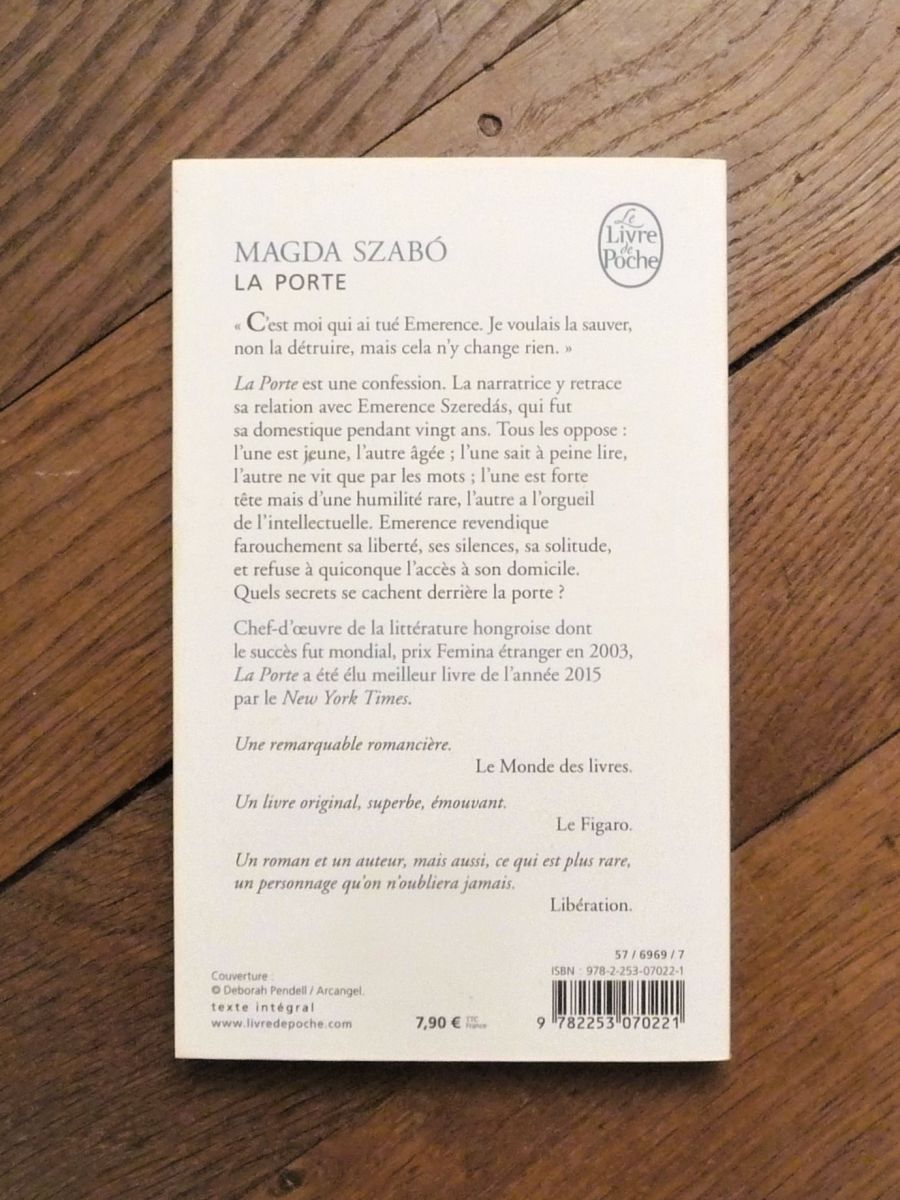 Le
Livre
de
Poche
MAGDA SZABÓ
LA PORTE
« C'est moi qui ai tué Emerence. Je voulais la sauver,
non la détruire, mais cela n'y change rien. »
La Porte est une confession. La narratrice y retrace
sa relation avec Emerence Szeredás, qui fut
sa domestique pendant vingt ans. Tous les oppose :
l'une est jeune, l'autre âgée ; l'une sait à peine lire,
l'autre ne vit que par les mots ; l'une est forte
tête mais d'une humilité rare, l'autre a l'orgueil
de l'intellectuelle. Emerence revendique
farouchement sa liberté, ses silences, sa solitude,
et refuse à quiconque l'accès à son domicile.
Quels secrets se cachent derrière la porte ?
Chef-d'œuvre de la littérature hongroise dont
le succès fut mondial, prix Femina étranger en 2003,
La Porte a été élu meilleur livre de l'année 2015
par le New York Times.
Une remarquable romancière.
Le Monde des livres.
Un livre original, superbe, émouvant.
Le Figaro.
Un roman et un auteur, mais aussi, ce qui est plus rare,
un personnage qu'on n'oubliera jamais.
Libération.
57 / 6969 / 7
ISBN : 978-2-253-07022-1
Couverture :
© Deborah Pendell / Arcangel.
texte intégral
www.livredepoche.com
7,90 € TTC France
9 782253 070221